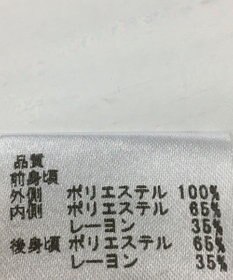 品質
前身頃
外側 ポリエステル 100%
内側 ポリエステル 65%
レーヨン 35%
後身頃 ポリエステル 65%
レーヨン 35%